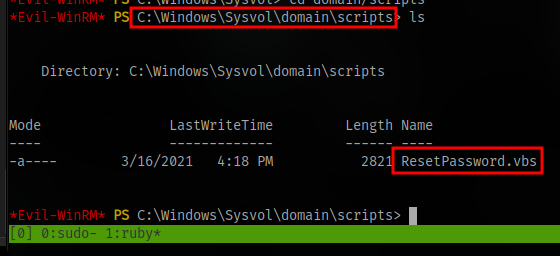 *Evil-WinRM* PS C:\Windows\Sysvol> cd domain/scripts
*Evil-WinRM* PS C:\Windows\Sysvol\domain\scripts> ls
Directory: C:\Windows\Sysvol\domain\scripts
Mode LastWriteTime Length Name
---- ------------- ------ ----
-a---- 3/16/2021 4:18 PM 2821 ResetPassword.vbs
*Evil-WinRM* PS C:\Windows\Sysvol\domain\scripts>
[0] 0:sudo- 1:ruby*